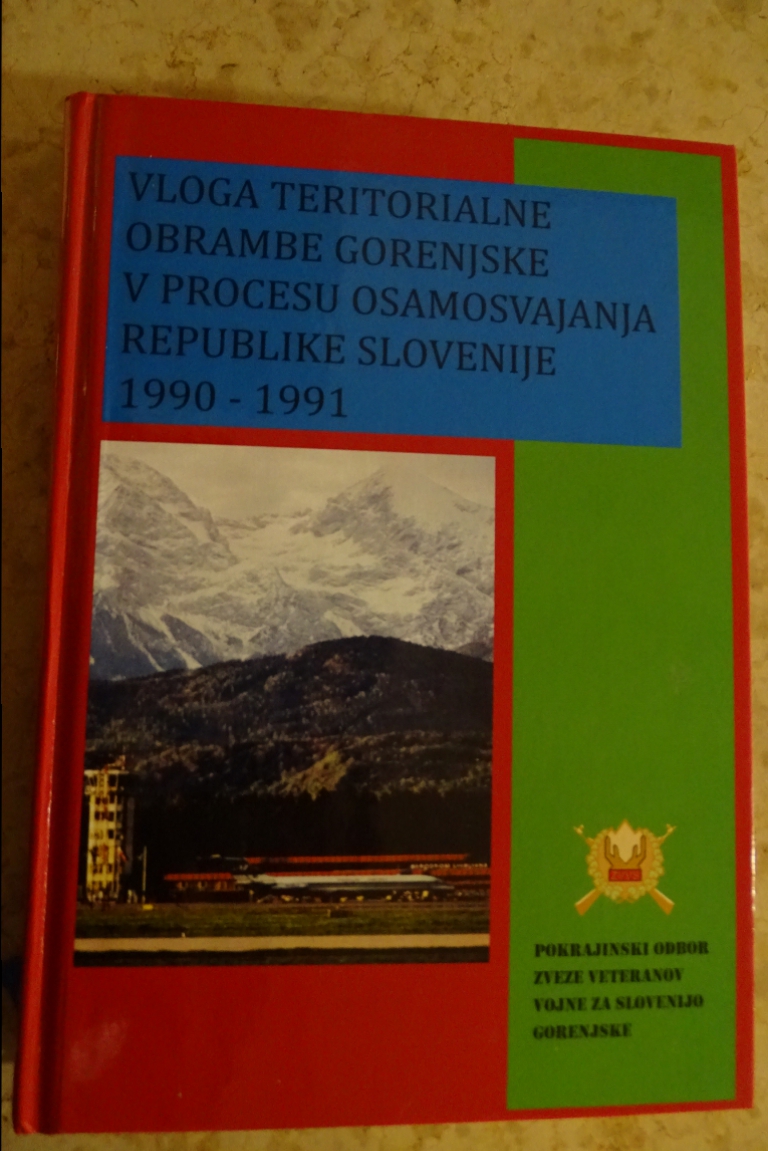 VLOGA TERITORIALNE
OBRAMBE GORENJSKE
V PROCESU OSAMOSVAJANJA
REPUBLIKE SLOVENIJE
1990 - 1991
POKRAJINSKI ODBOR
ZVEZE VETERANOV
VOJNE ZA SLOVENIJO
GORENJSKE